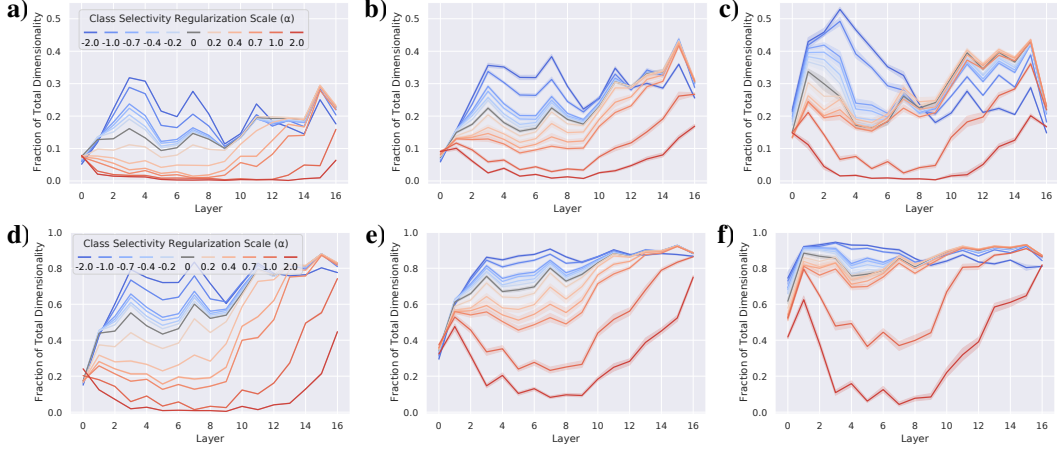 a)
Class Selectivity Regularization Scale (α)
-2.0 -1.0 -0.7 -0.4 -0.2 0 0.2 0.4 0.7 1.0 2.0
Fraction of Total Dimensionality
0.5
0.4
0.3
0.2
0.1
0.0
0 2 4 6 8 10 12 14 16
Layer
b)
Fraction of Total Dimensionality
0.5
0.4
0.3
0.2
0.1
0.0
0 2 4 6 8 10 12 14 16
Layer
c)
Fraction of Total Dimensionality
0.5
0.4
0.3
0.2
0.1
0.0
0 2 4 6 8 10 12 14 16
Layer
d)
Class Selectivity Regularization Scale (α)
-2.0 -1.0 -0.7 -0.4 -0.2 0 0.2 0.4 0.7 1.0 2.0
Fraction of Total Dimensionality
1.0
0.8
0.6
0.4
0.2
0.0
0 2 4 6 8 10 12 14 16
Layer
e)
Fraction of Total Dimensionality
1.0
0.8
0.6
0.4
0.2
0.0
0 2 4 6 8 10 12 14 16
Layer
f)
Fraction of Total Dimensionality
1.0
0.8
0.6
0.4
0.2
0.0
0 2 4 6 8 10 12 14 16
Layer